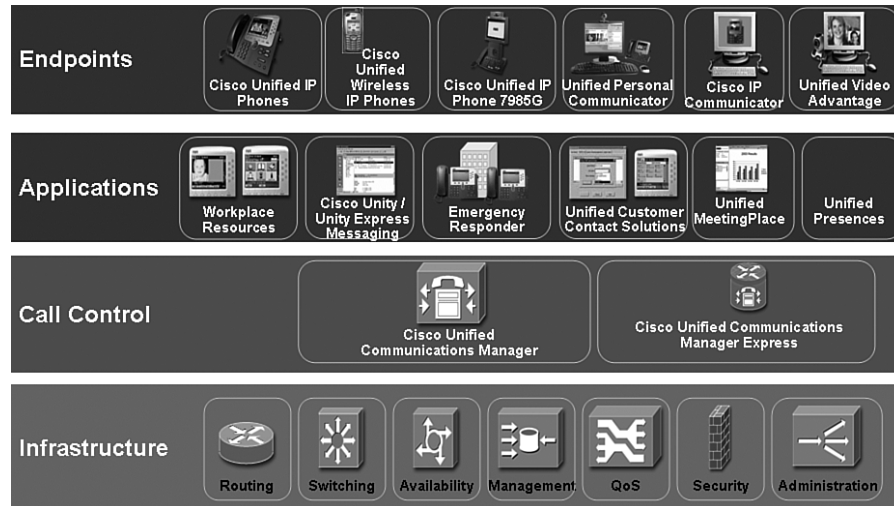 Endpoints
Cisco Unified IP
Phones
Cisco
Unified
Wireless
IP Phones
Cisco Unified IP
Phone 7985G
Unified Personal
Communicator
Cisco IP
Communicator
Unified Video
Advantage
Applications
Workplace
Resources
Cisco Unity /
Unity Express
Messaging
Emergency
Responder
Unified Customer
Contact Solutions
Unified
MeetingPlace
Unified
Presences
Call Control
Cisco Unified
Communications Manager
Cisco Unified Communications
Manager Express
Infrastructure
Routing
Switching
Availability
Management
QoS
Security
Administration